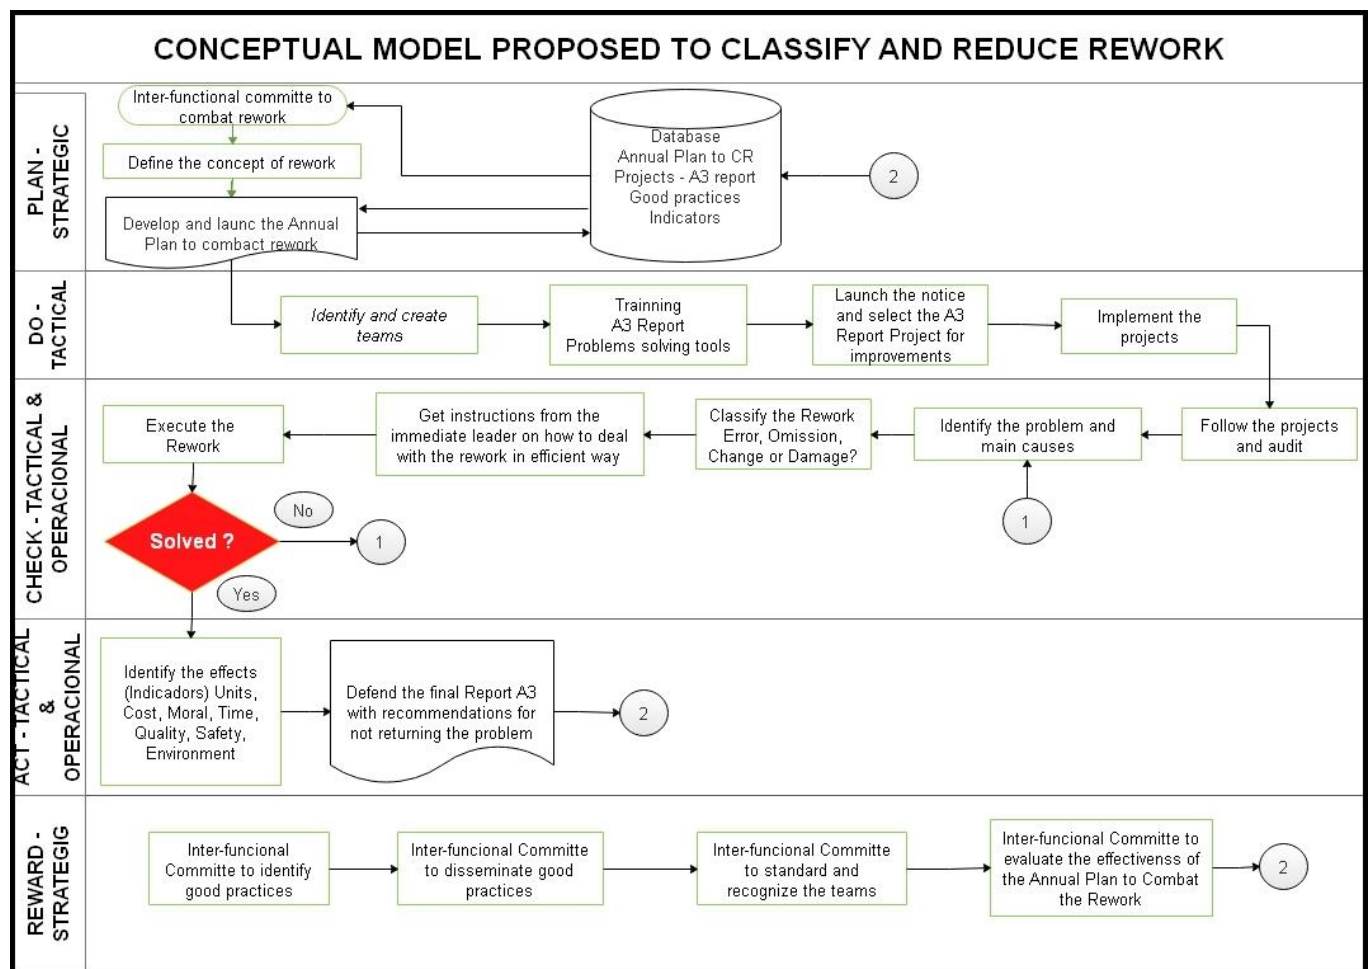 CONCEPTUAL MODEL PROPOSED TO CLASSIFY AND REDUCE REWORK
PLAN -
STRATEGIC
Inter-functional committe to
combat rework
Define the concept of rework
Develop and launc the Annual
Plan to combact rework
Database
Annual Plan to CR
Projects - A3 report
Good practices
Indicators
2
DO -
TACTICAL
Identify and create
teams
Trainning
A3 Report
Problems solving tools
Launch the notice
and select the A3
Report Project for
improvements
Implement the
projects
CHECK - TACTICAL &
OPERACIONAL
Execute the
Rework
Get instructions from the
immediate leader on how to deal
with the rework in efficient way
Classify the Rework
Error, Omission,
Change or Damage?
Identify the problem and
main causes
Follow the projects
and audit
Solved ?
No
1
1
Yes
ACT - TACTICAL
&
OPERACIONAL
Identify the effects
(Indicadors) Units,
Cost, Moral, Time,
Quality, Safety,
Environment
Defend the final Report A3
with recommendations for
not returning the problem
2
REWARD -
STRATEGIG
Inter-funcional
Committe to identify
good practices
Inter-funcional Committe
to disseminate good
practices
Inter-funcional Committe
to standard and
recognize the teams
Inter-funcional Committe to
evaluate the effectivenss of
the Annual Plan to Combat
the Rework
2